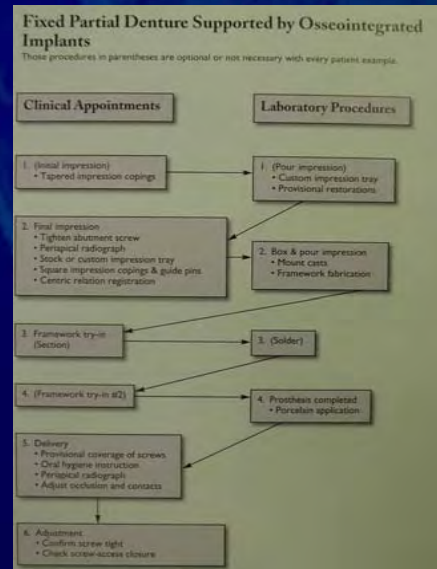 Fixed Partial Denture Supported by Osseointegrated
Implants
Those procedures in parentheses are optional or not necessary with every patient example.
Clinical Appointments
Laboratory Procedures
1. (Initial impression)
• Tapered impression copings
1. (Pour impression)
• Custom impression tray
• Provisional restorations
2. Final impression
• Tighten abutment screw
• Periapical radiograph
• Stock or custom impression tray
• Square impression copings & guide pins
• Centric relation registration
2. Box & pour impression
• Mount casts
• Framework fabrication
3. Framework try-in
(Section)
3. (Solder)
4. (Framework try-in #2)
4. Prosthesis completed
• Porcelain application
5. Delivery
• Provisional coverage of screws
• Oral hygiene instruction
• Periapical radiograph
• Adjust occlusion and contacts
6. Adjustment
• Confirm screw tight
• Check screw-access closure